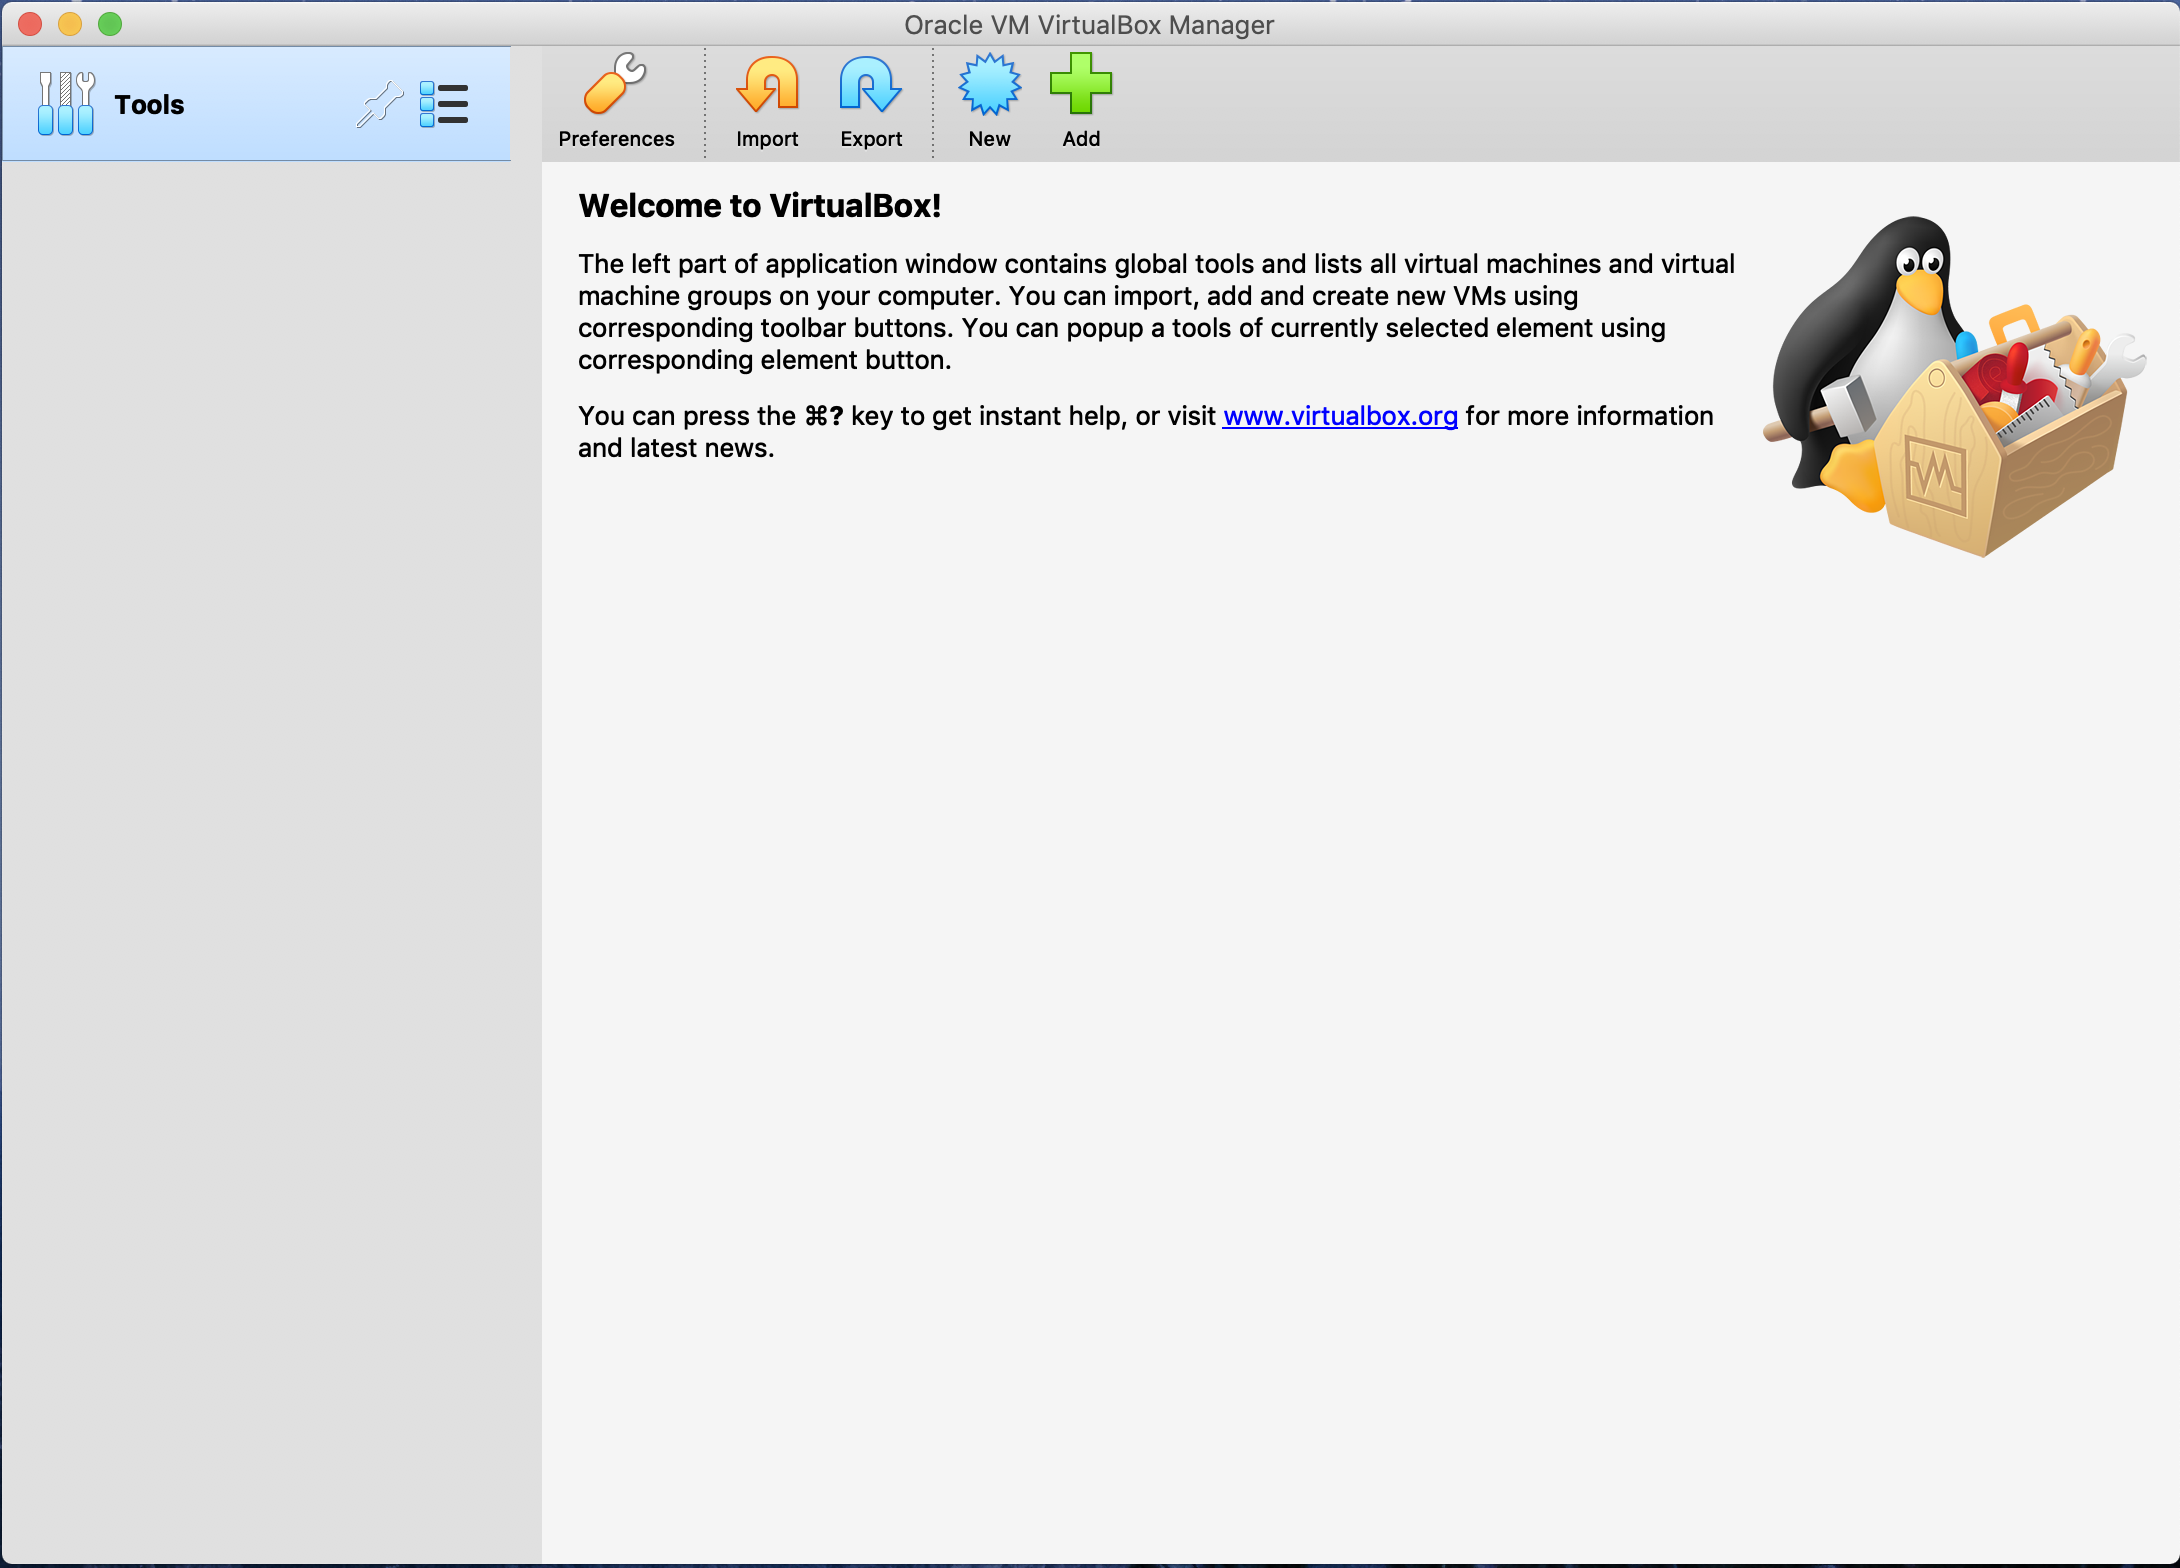 Oracle VM VirtualBox Manager
Tools
Preferences
Import
Export
New
Add
Welcome to VirtualBox!
The left part of application window contains global tools and lists all virtual machines and virtual
machine groups on your computer. You can import, add and create new VMs using
corresponding toolbar buttons. You can popup a tools of currently selected element using
corresponding element button.
You can press the ⌘? key to get instant help, or visit www.virtualbox.org for more information
and latest news.